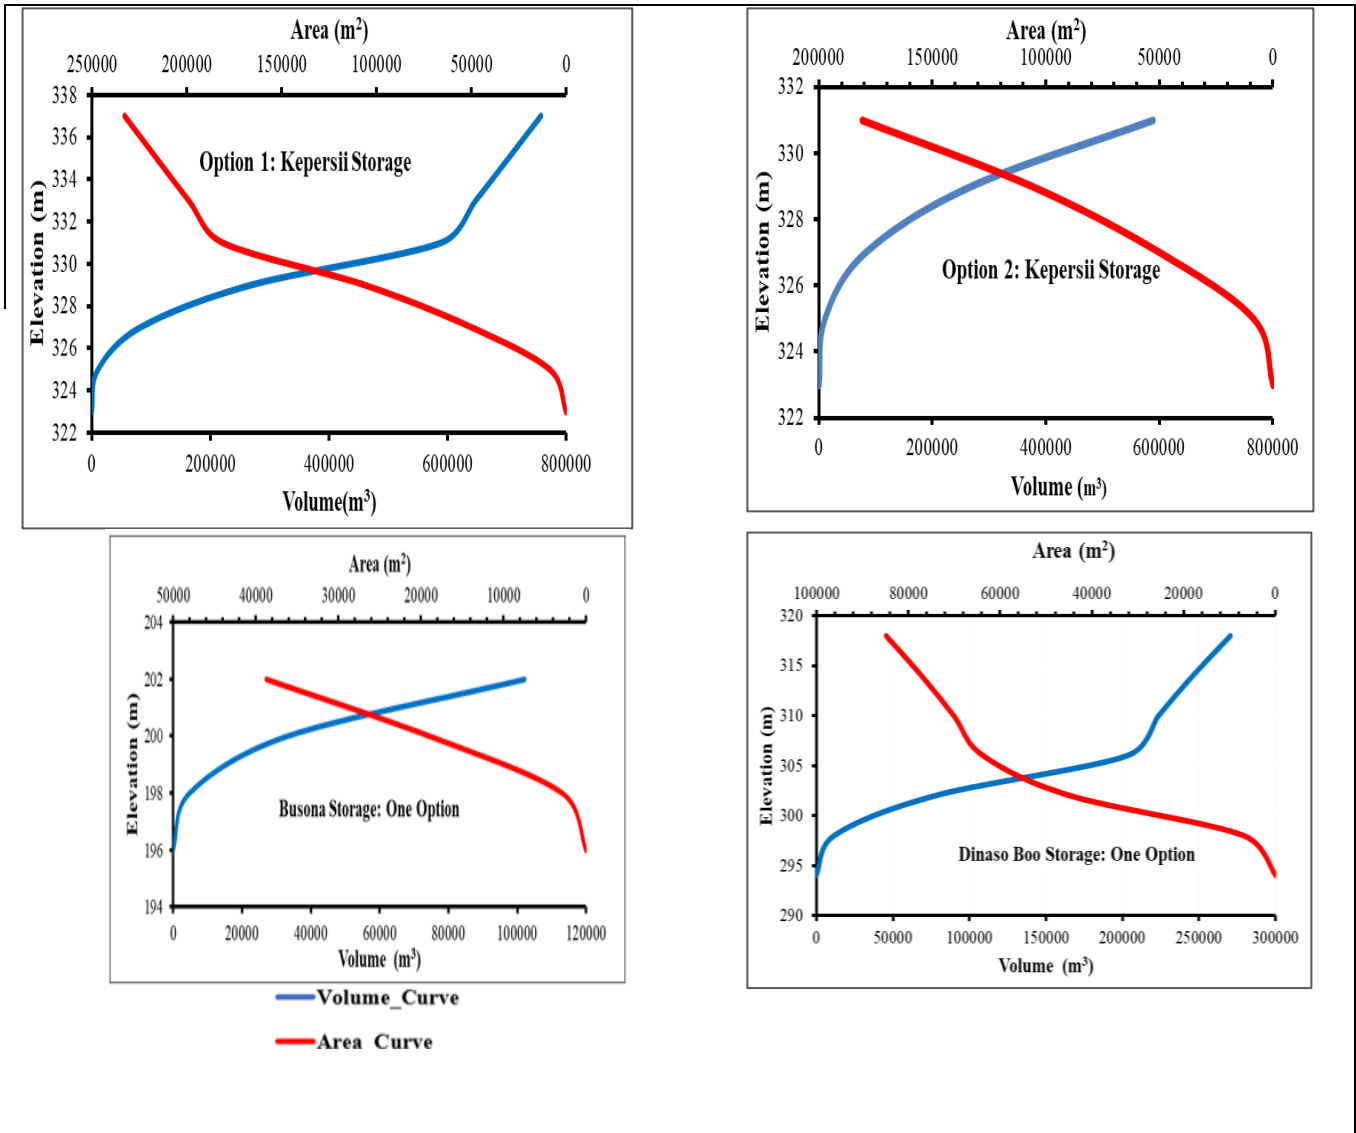 Area (m²)
250000 200000 150000 100000 50000 0
338
336
334
332
330
328
326
324
322
Elevation (m)
Option 1: Kepersii Storage
0 200000 400000 600000 800000
Volume(m³)
Area (m²)
200000 150000 100000 50000 0
332
330
328
326
324
322
Elevation (m)
Option 2: Kepersii Storage
0 200000 400000 600000 800000
Volume (m³)
Area (m²)
50000 40000 30000 20000 10000 0
204
202
200
198
196
194
Elevation (m)
Busona Storage: One Option
0 20000 40000 60000 80000 100000 120000
Volume (m³)
Area (m²)
100000 80000 60000 40000 20000 0
320
315
310
305
300
295
290
Elevation (m)
Dinaso Boo Storage: One Option
0 50000 100000 150000 200000 250000 300000
Volume (m³)
Volume_Curve
Area_Curve